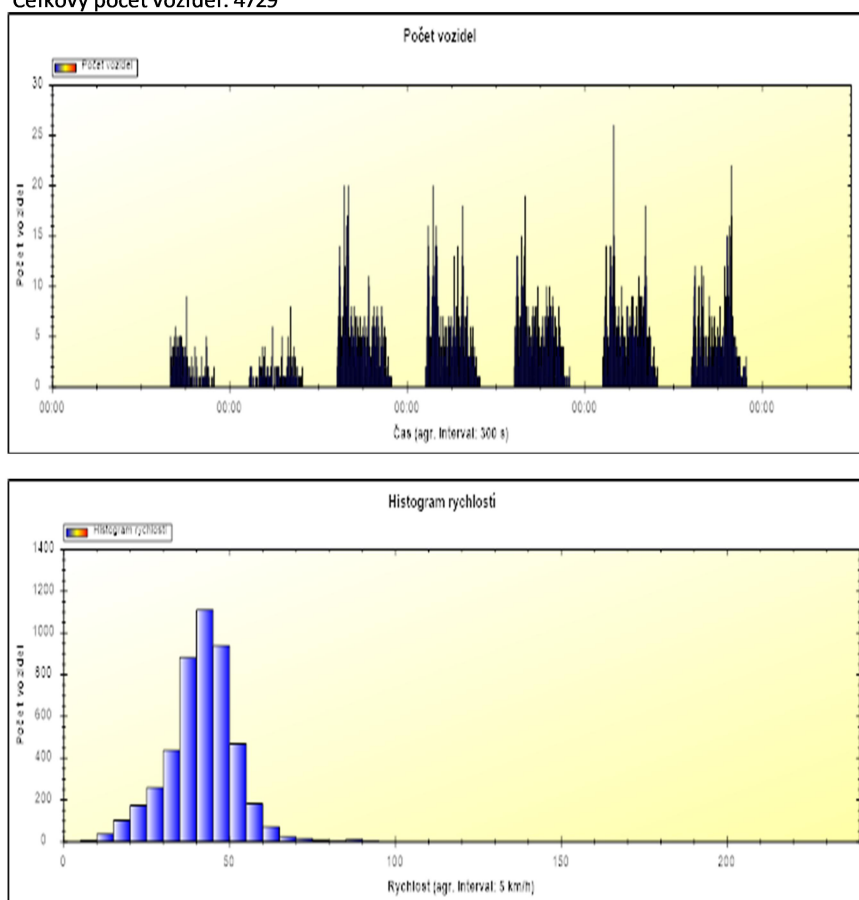 Celkový počet vozidel: 4729
Počet vozidel
Počet vozidel
30
25
20
15
10
5
0
Počet vozidel
00:00 00:00 00:00 00:00 00:00
Čas (agr. Interval: 300 s)
Histogram rychlosti
Histogram rychlosti
1400
1200
1000
800
600
400
200
0
Počet vozidel
0 50 100 150 200
Rychlost (agr. Interval: 5 km/h)